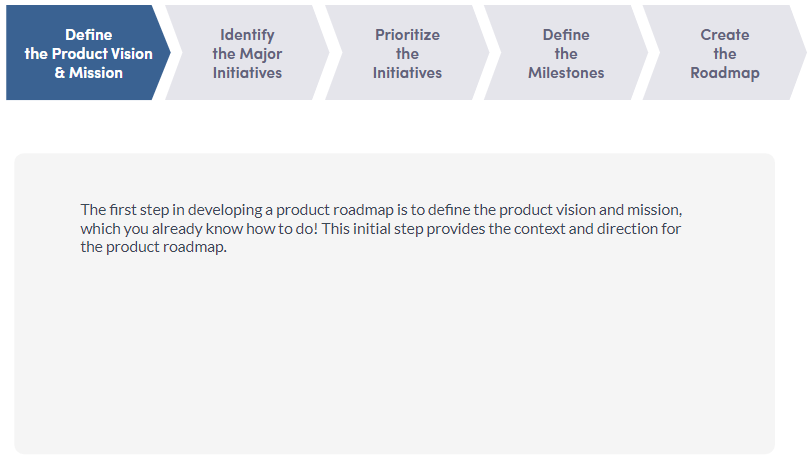 Define
the Product Vision
& Mission
Identify
the Major
Initiatives
Prioritize
the
Initiatives
Define
the
Milestones
Create
the
Roadmap
The first step in developing a product roadmap is to define the product vision and mission,
which you already know how to do! This initial step provides the context and direction for
the product roadmap.